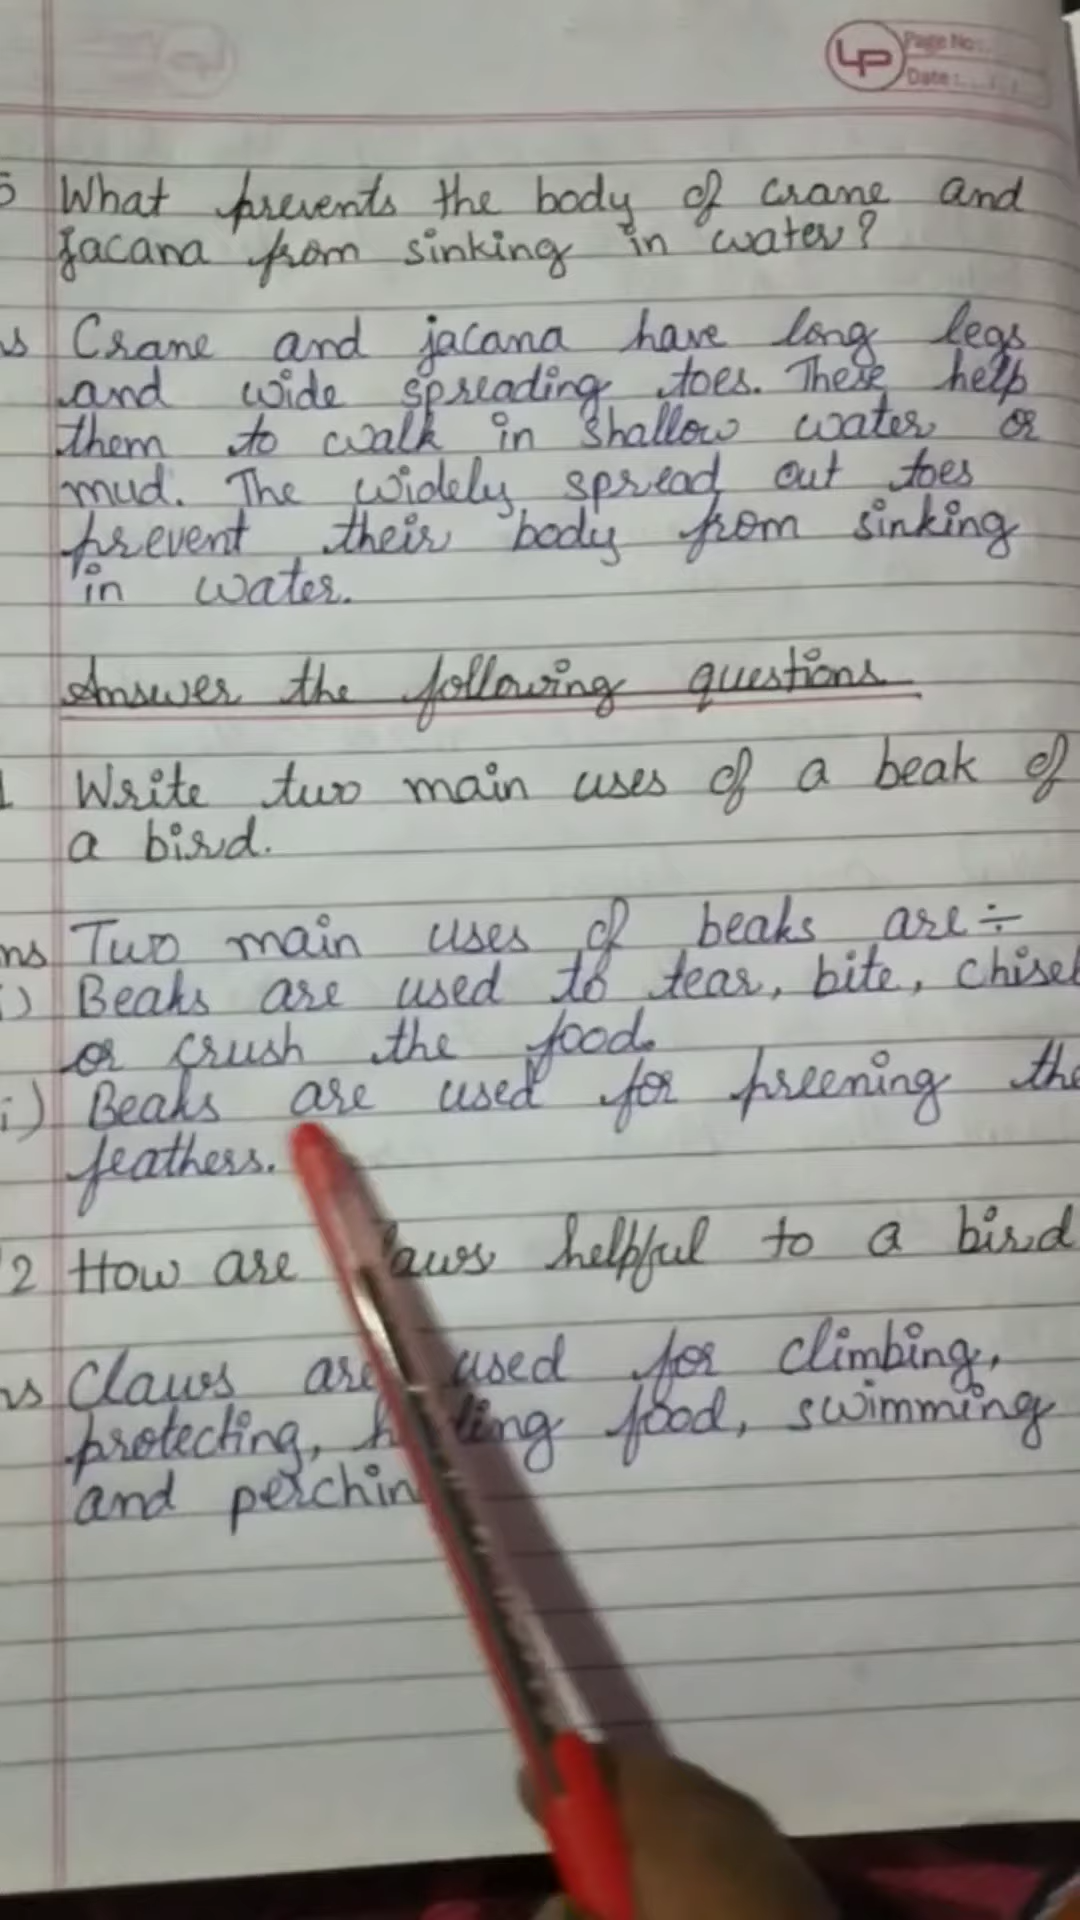 LP Page No:.
Date:
5 What prevents the body of crane and
jacana from sinking in water?
s Crane and jacana have long legs
and wide spreading toes. These help
them to walk in shallow water or
mud. The widely spread out toes
prevent their body from sinking
in water.
Answer the following questions
1 Write two main uses of a beak of
a bird.
ns Two main uses of beaks are ÷
i) Beaks are used to tear, bite, chisel
or crush the food.
i) Beaks are used for preening the
feathers.
2 How are laws helpful to a bird
ns Claws are used for climbing,
protecting, food, swimming
and perchin